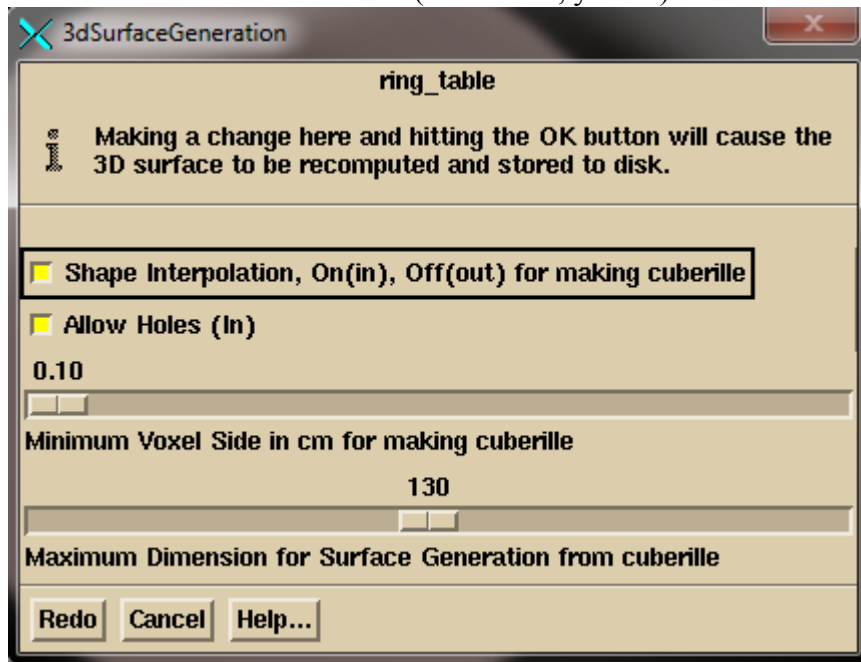 3dSurfaceGeneration
ring_table
Making a change here and hitting the OK button will cause the
3D surface to be recomputed and stored to disk.
Shape Interpolation, On(in), Off(out) for making cuberille
Allow Holes (In)
0.10
Minimum Voxel Side in cm for making cuberille
130
Maximum Dimension for Surface Generation from cuberille
Redo Cancel Help...